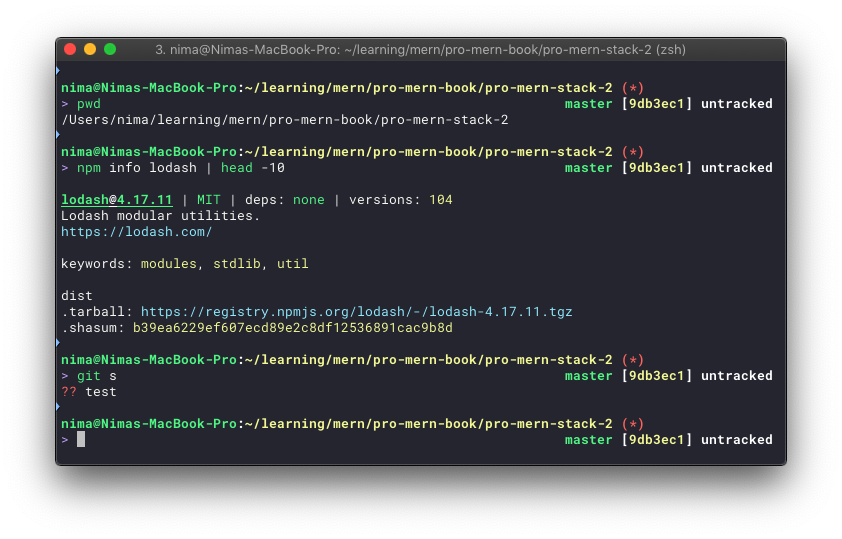 3. nima@Nimas-MacBook-Pro: ~/learning/mern/pro-mern-book/pro-mern-stack-2 (zsh)
nima@Nimas-MacBook-Pro:~/learning/mern/pro-mern-book/pro-mern-stack-2 (*)
> pwd master [9db3ec1] untracked
/Users/nima/learning/mern/pro-mern-book/pro-mern-stack-2
nima@Nimas-MacBook-Pro:~/learning/mern/pro-mern-book/pro-mern-stack-2 (*)
> npm info lodash | head -10 master [9db3ec1] untracked
lodash@4.17.11 | MIT | deps: none | versions: 104
Lodash modular utilities.
https://lodash.com/
keywords: modules, stdlib, util
dist
.tarball: https://registry.npmjs.org/lodash/-/lodash-4.17.11.tgz
.shasum: b39ea6229ef607ecd89e2c8df12536891cac9b8d
nima@Nimas-MacBook-Pro:~/learning/mern/pro-mern-book/pro-mern-stack-2 (*)
> git s master [9db3ec1] untracked
?? test
nima@Nimas-MacBook-Pro:~/learning/mern/pro-mern-book/pro-mern-stack-2 (*)
> master [9db3ec1] untracked